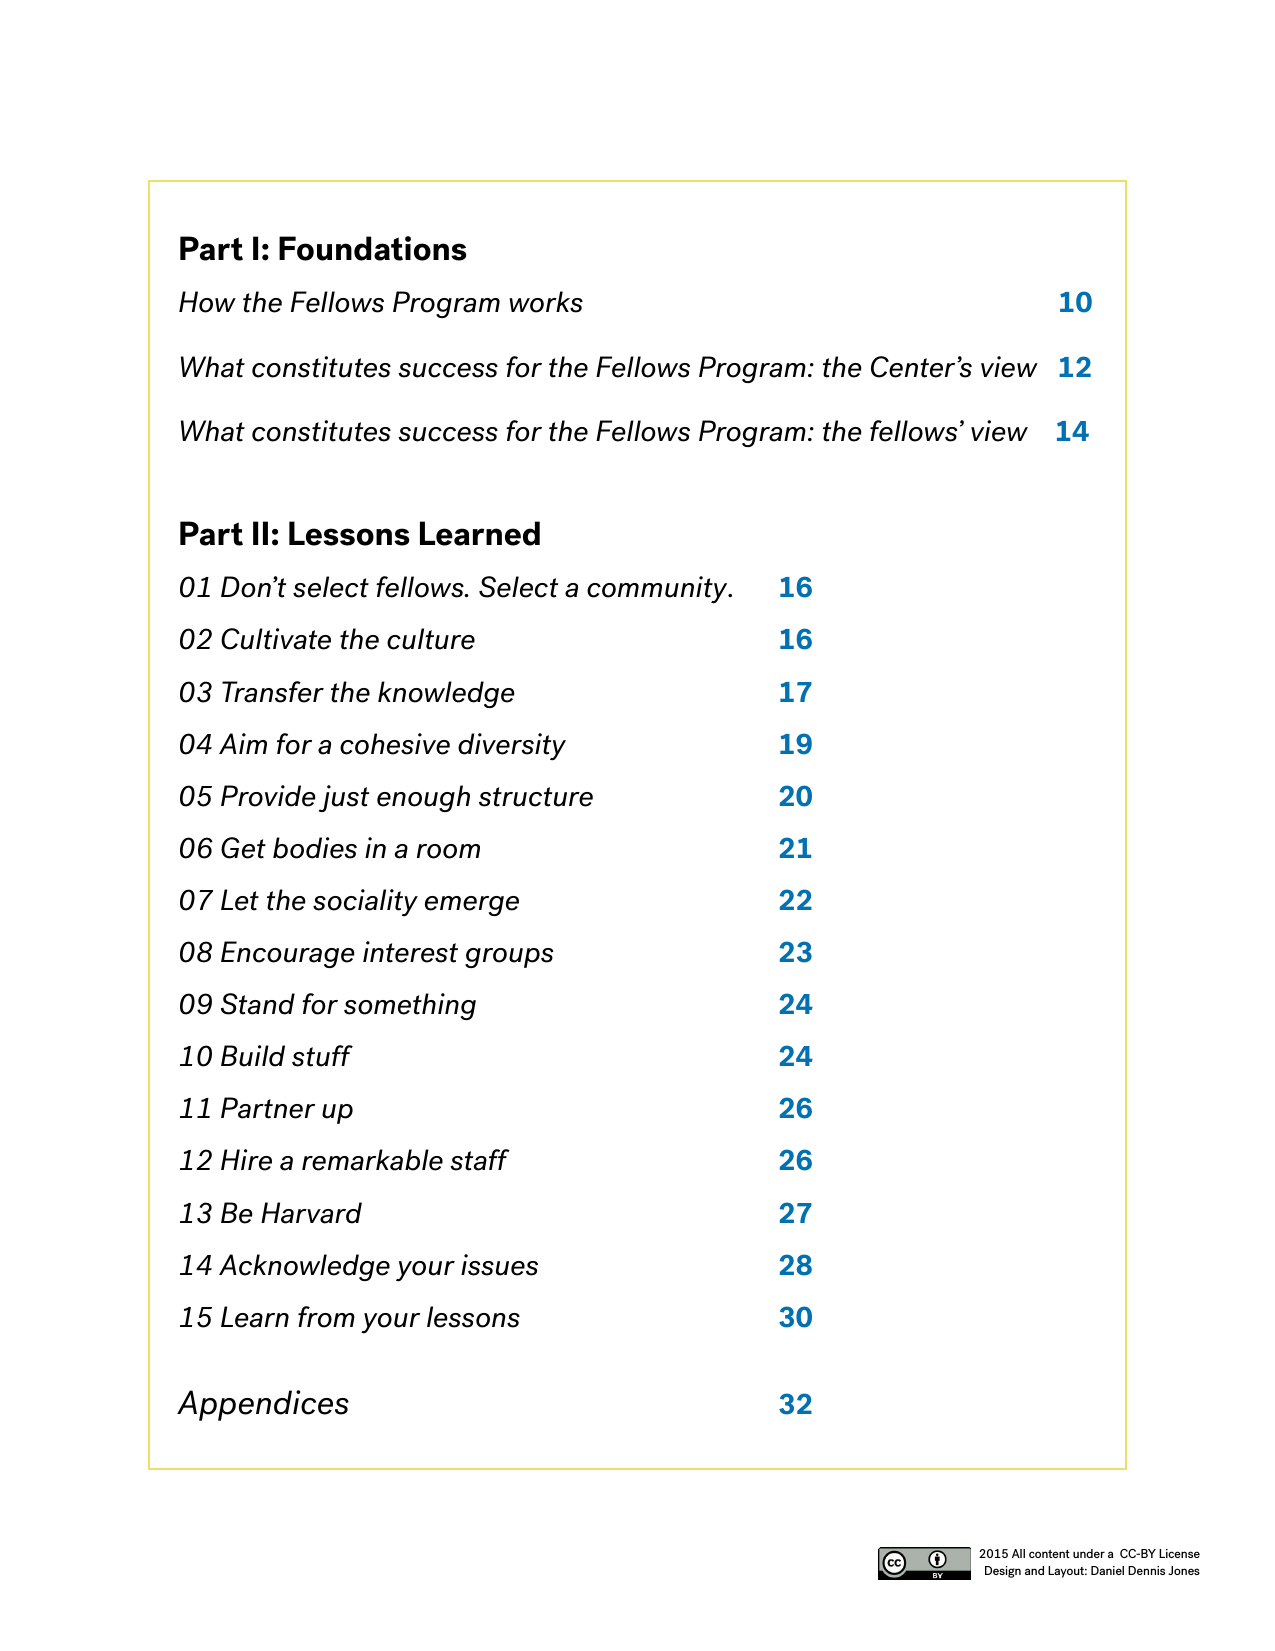 Part I: Foundations
How the Fellows Program works 10
What constitutes success for the Fellows Program: the Center’s view 12
What constitutes success for the Fellows Program: the fellows’ view 14
Part II: Lessons Learned
01 Don’t select fellows. Select a community. 16
02 Cultivate the culture 16
03 Transfer the knowledge 17
04 Aim for a cohesive diversity 19
05 Provide just enough structure 20
06 Get bodies in a room 21
07 Let the sociality emerge 22
08 Encourage interest groups 23
09 Stand for something 24
10 Build stuff 24
11 Partner up 26
12 Hire a remarkable staff 26
13 Be Harvard 27
14 Acknowledge your issues 28
15 Learn from your lessons 30
Appendices 32
cc BY
2015 All content under a CC-BY License
Design and Layout: Daniel Dennis Jones